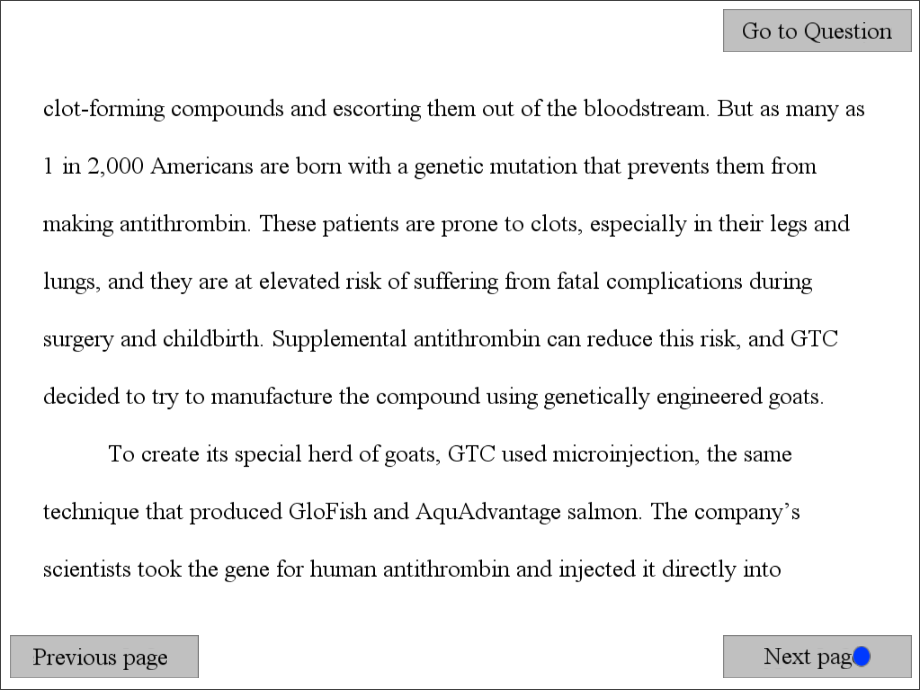 Go to Question
clot-forming compounds and escorting them out of the bloodstream. But as many as
1 in 2,000 Americans are born with a genetic mutation that prevents them from
making antithrombin. These patients are prone to clots, especially in their legs and
lungs, and they are at elevated risk of suffering from fatal complications during
surgery and childbirth. Supplemental antithrombin can reduce this risk, and GTC
decided to try to manufacture the compound using genetically engineered goats.
To create its special herd of goats, GTC used microinjection, the same
technique that produced GloFish and AquAdvantage salmon. The company’s
scientists took the gene for human antithrombin and injected it directly into
Previous page
Next page